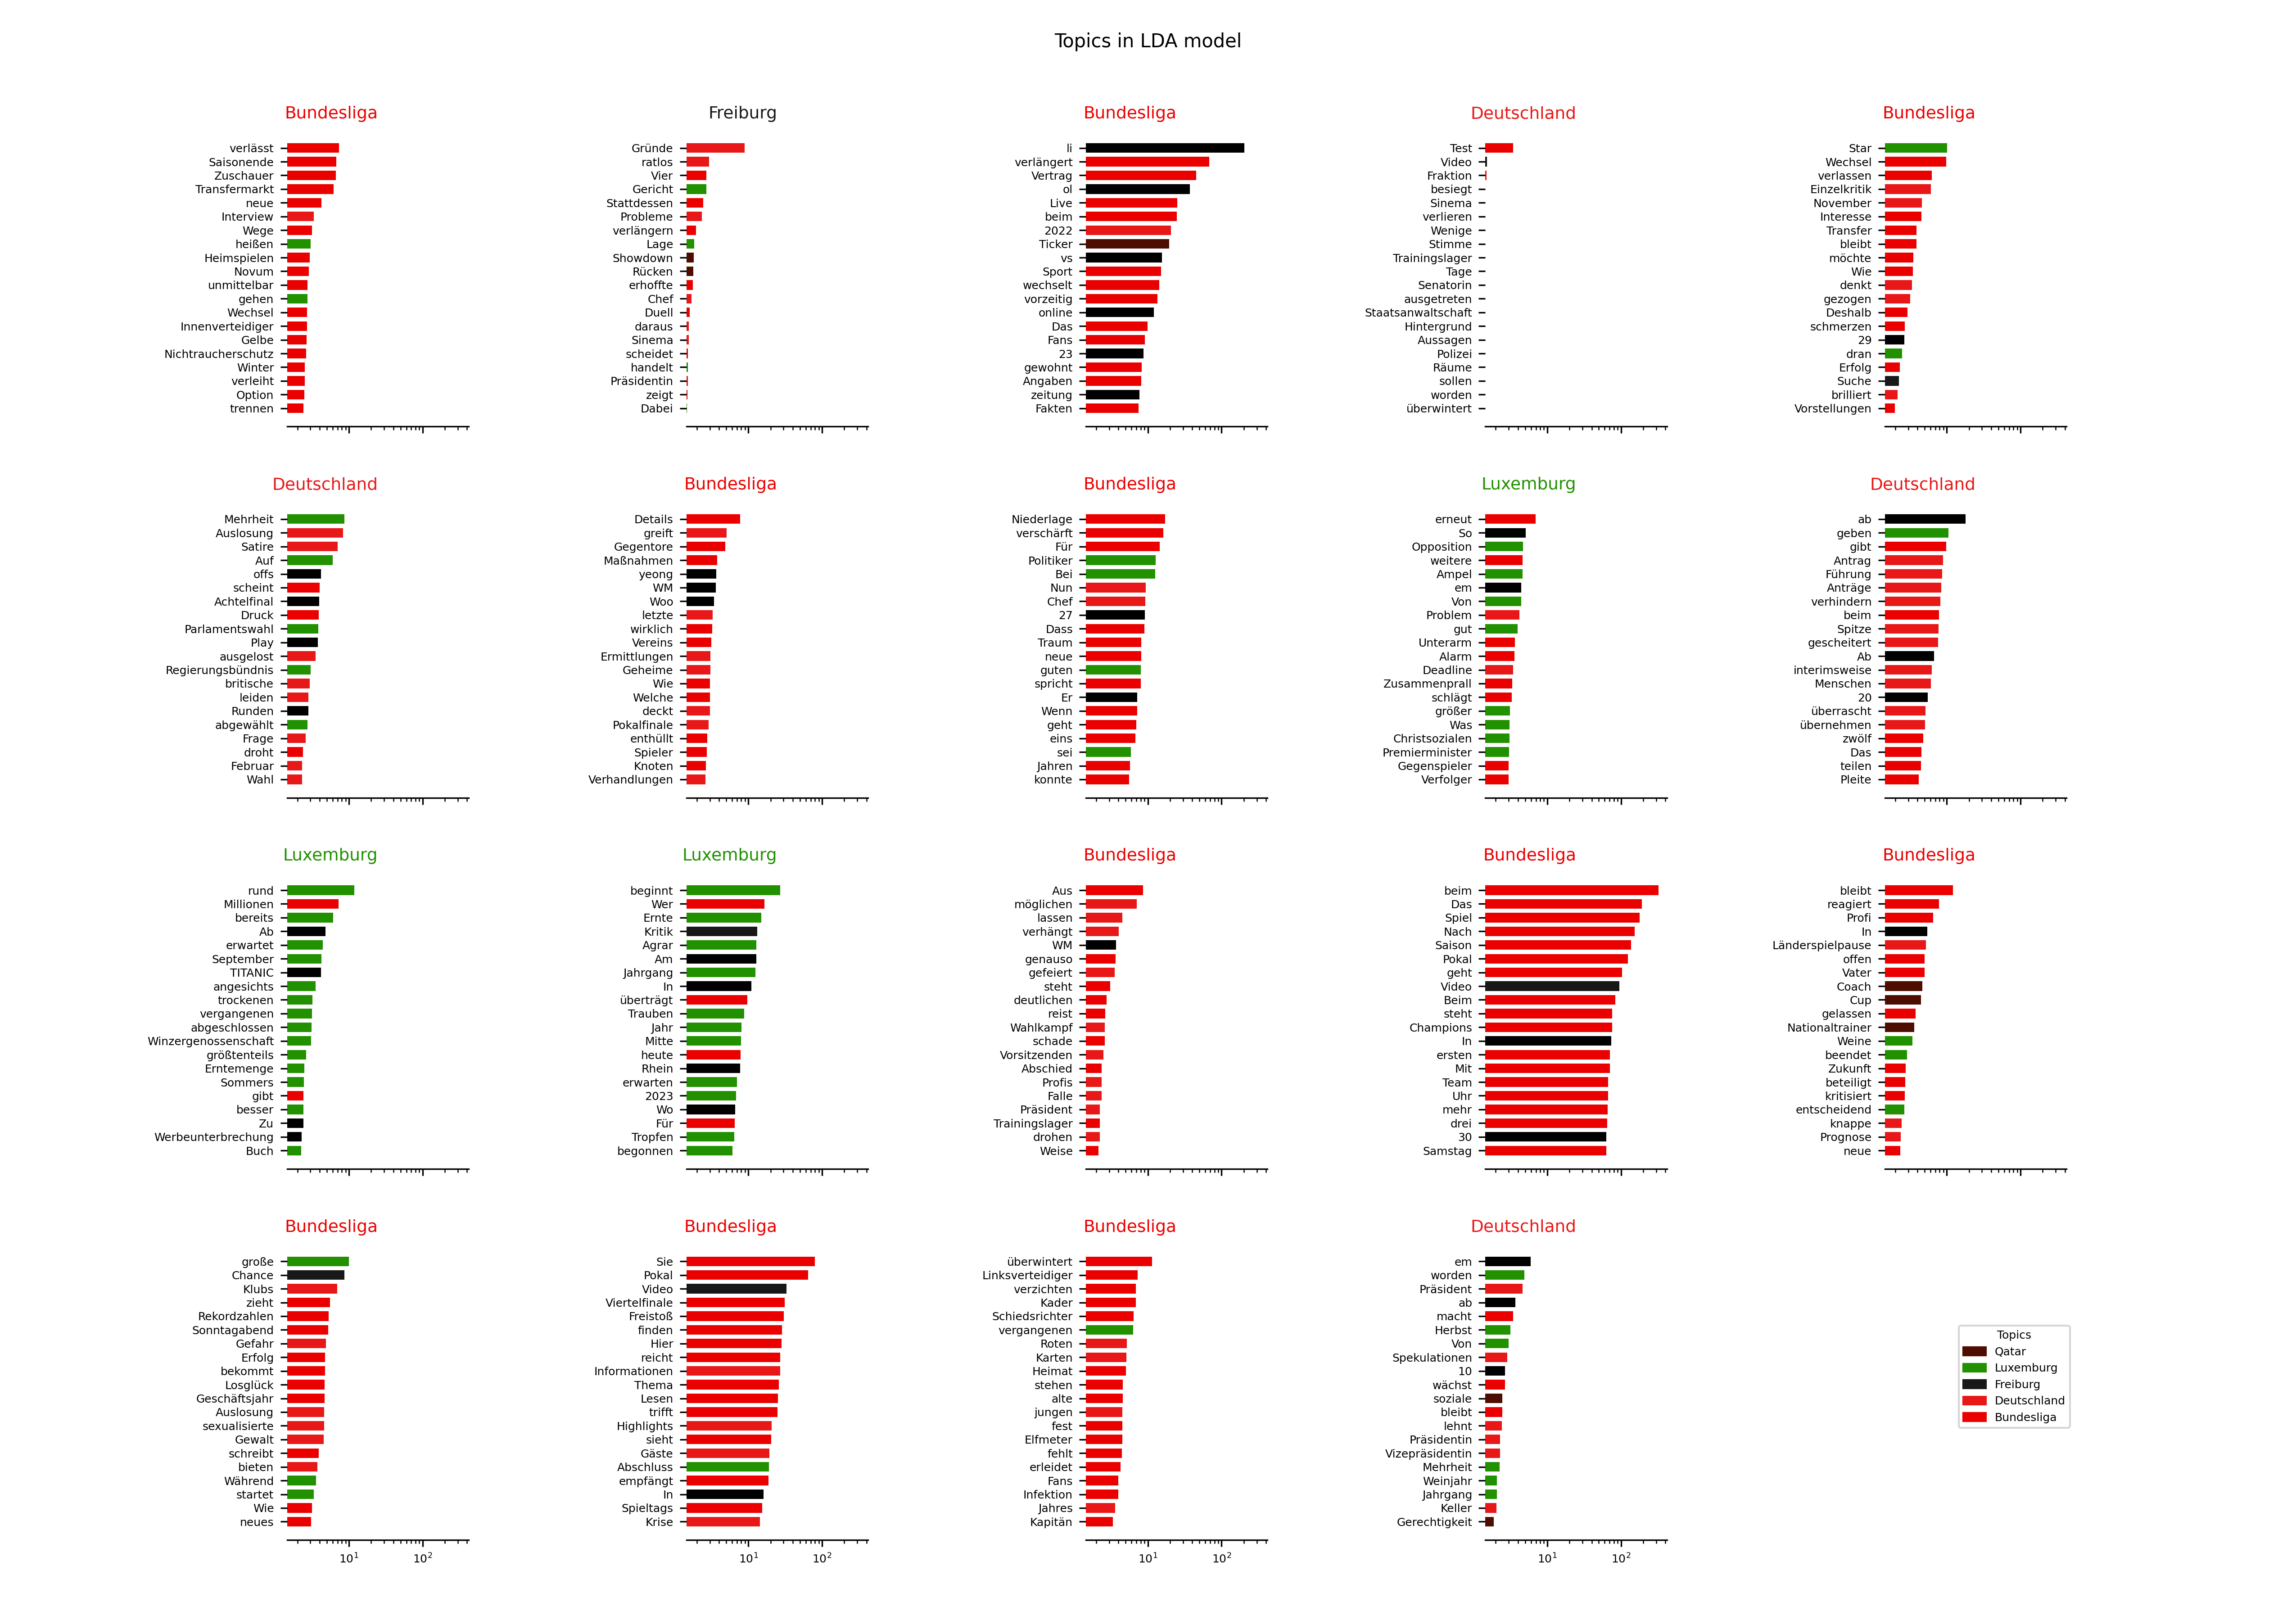 Topics in LDA model
Bundesliga
verlässt
Saisonende
Zuschauer
Transfermarkt
neue
Interview
Wege
heißen
Heimspielen
Novum
unmittelbar
gehen
Wechsel
Innenverteidiger
Gelbe
Nichtraucherschutz
Winter
verleiht
Option
trennen
Freiburg
Gründe
ratlos
Vier
Gericht
Stattdessen
Probleme
verlängern
Lage
Showdown
Rücken
erhoffte
Chef
Duell
daraus
Sinema
scheidet
handelt
Präsidentin
zeigt
Dabei
Bundesliga
li
verlängert
Vertrag
ol
Live
beim
2022
Ticker
vs
Sport
wechselt
vorzeitig
online
Das
Fans
23
gewohnt
Angaben
zeitung
Fakten
Deutschland
Test
Video
Fraktion
besiegt
Sinema
verlieren
Wenige
Stimme
Trainingslager
Tage
Senatorin
ausgetreten
Staatsanwaltschaft
Hintergrund
Aussagen
Polizei
Räume
sollen
worden
überwintert
Bundesliga
Star
Wechsel
verlassen
Einzelkritik
November
Interesse
Transfer
bleibt
möchte
Wie
denkt
gezogen
Deshalb
schmerzen
29
dran
Erfolg
Suche
brilliert
Vorstellungen
Deutschland
Mehrheit
Auslosung
Satire
Auf
offs
scheint
Achtelfinal
Druck
Parlamentswahl
Play
ausgelost
Regierungsbündnis
britische
leiden
Runden
abgewählt
Frage
droht
Februar
Wahl
Bundesliga
Details
greift
Gegentore
Maßnahmen
yeong
WM
Woo
letzte
wirklich
Vereins
Ermittlungen
Geheime
Wie
Welche
deckt
Pokalfinale
enthüllt
Spieler
Knoten
Verhandlungen
Bundesliga
Niederlage
verschärft
Für
Politiker
Bei
Nun
Chef
27
Dass
Traum
neue
guten
spricht
Er
Wenn
geht
eins
sei
Jahren
konnte
Luxemburg
erneut
So
Opposition
weitere
Ampel
em
Von
Problem
gut
Unterarm
Alarm
Deadline
Zusammenprall
schlägt
größer
Was
Christsozialen
Premierminister
Gegenspieler
Verfolger
Deutschland
ab
geben
gibt
Antrag
Führung
Anträge
verhindern
beim
Spitze
gescheitert
Ab
interimsweise
Menschen
20
überrascht
übernehmen
zwölf
Das
teilen
Pleite
Luxemburg
rund
Millionen
bereits
Ab
erwartet
September
TITANIC
angesichts
trockenen
vergangenen
abgeschlossen
Winzergenossenschaft
größtenteils
Erntemenge
Sommers
gibt
besser
Zu
Werbeunterbrechung
Buch
Luxemburg
beginnt
Wer
Ernte
Kritik
Agrar
Am
Jahrgang
In
überträgt
Trauben
Jahr
Mitte
heute
Rhein
erwarten
2023
Wo
Für
Tropfen
begonnen
Bundesliga
Aus
möglichen
lassen
verhängt
WM
genauso
gefeiert
steht
deutlichen
reist
Wahlkampf
schade
Vorsitzenden
Abschied
Profis
Falle
Präsident
Trainingslager
drohen
Weise
Bundesliga
beim
Das
Spiel
Nach
Saison
Pokal
geht
Video
Beim
steht
Champions
In
ersten
Mit
Team
Uhr
mehr
drei
30
Samstag
Bundesliga
bleibt
reagiert
Profi
In
Länderspielpause
offen
Vater
Coach
Cup
gelassen
Nationaltrainer
Weine
beendet
Zukunft
beteiligt
kritisiert
entscheidend
knappe
Prognose
neue
Bundesliga
große
Chance
Klubs
zieht
Rekordzahlen
Sonntagabend
Gefahr
Erfolg
bekommt
Losglück
Geschäftsjahr
Auslosung
sexualisierte
Gewalt
schreibt
bieten
Während
startet
Wie
neues
10¹ 10²
Bundesliga
Sie
Pokal
Video
Viertelfinale
Freistoß
finden
Hier
reicht
Informationen
Thema
Lesen
trifft
Highlights
sieht
Gäste
Abschluss
empfängt
In
Spieltags
Krise
10¹ 10²
Bundesliga
überwintert
Linksverteidiger
verzichten
Kader
Schiedsrichter
vergangenen
Roten
Karten
Heimat
stehen
alte
jungen
fest
Elfmeter
fehlt
erleidet
Fans
Infektion
Jahres
Kapitän
10¹ 10²
Deutschland
em
worden
Präsident
ab
macht
Herbst
Von
Spekulationen
10
wächst
soziale
bleibt
lehnt
Präsidentin
Vizepräsidentin
Mehrheit
Weinjahr
Jahrgang
Keller
Gerechtigkeit
10¹ 10²
Topics
Qatar
Luxemburg
Freiburg
Deutschland
Bundesliga